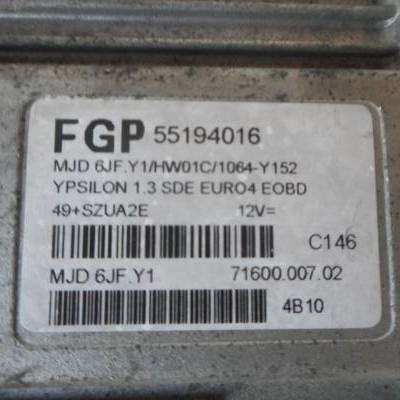 FGP 55194016
MJD 6JF.Y1/HW01C/1064-Y152
YPSILON 1.3 SDE EURO4 EOBD
49+SZUA2E 12V=
C146
MJD 6JF.Y1 71600.007.02
4B10